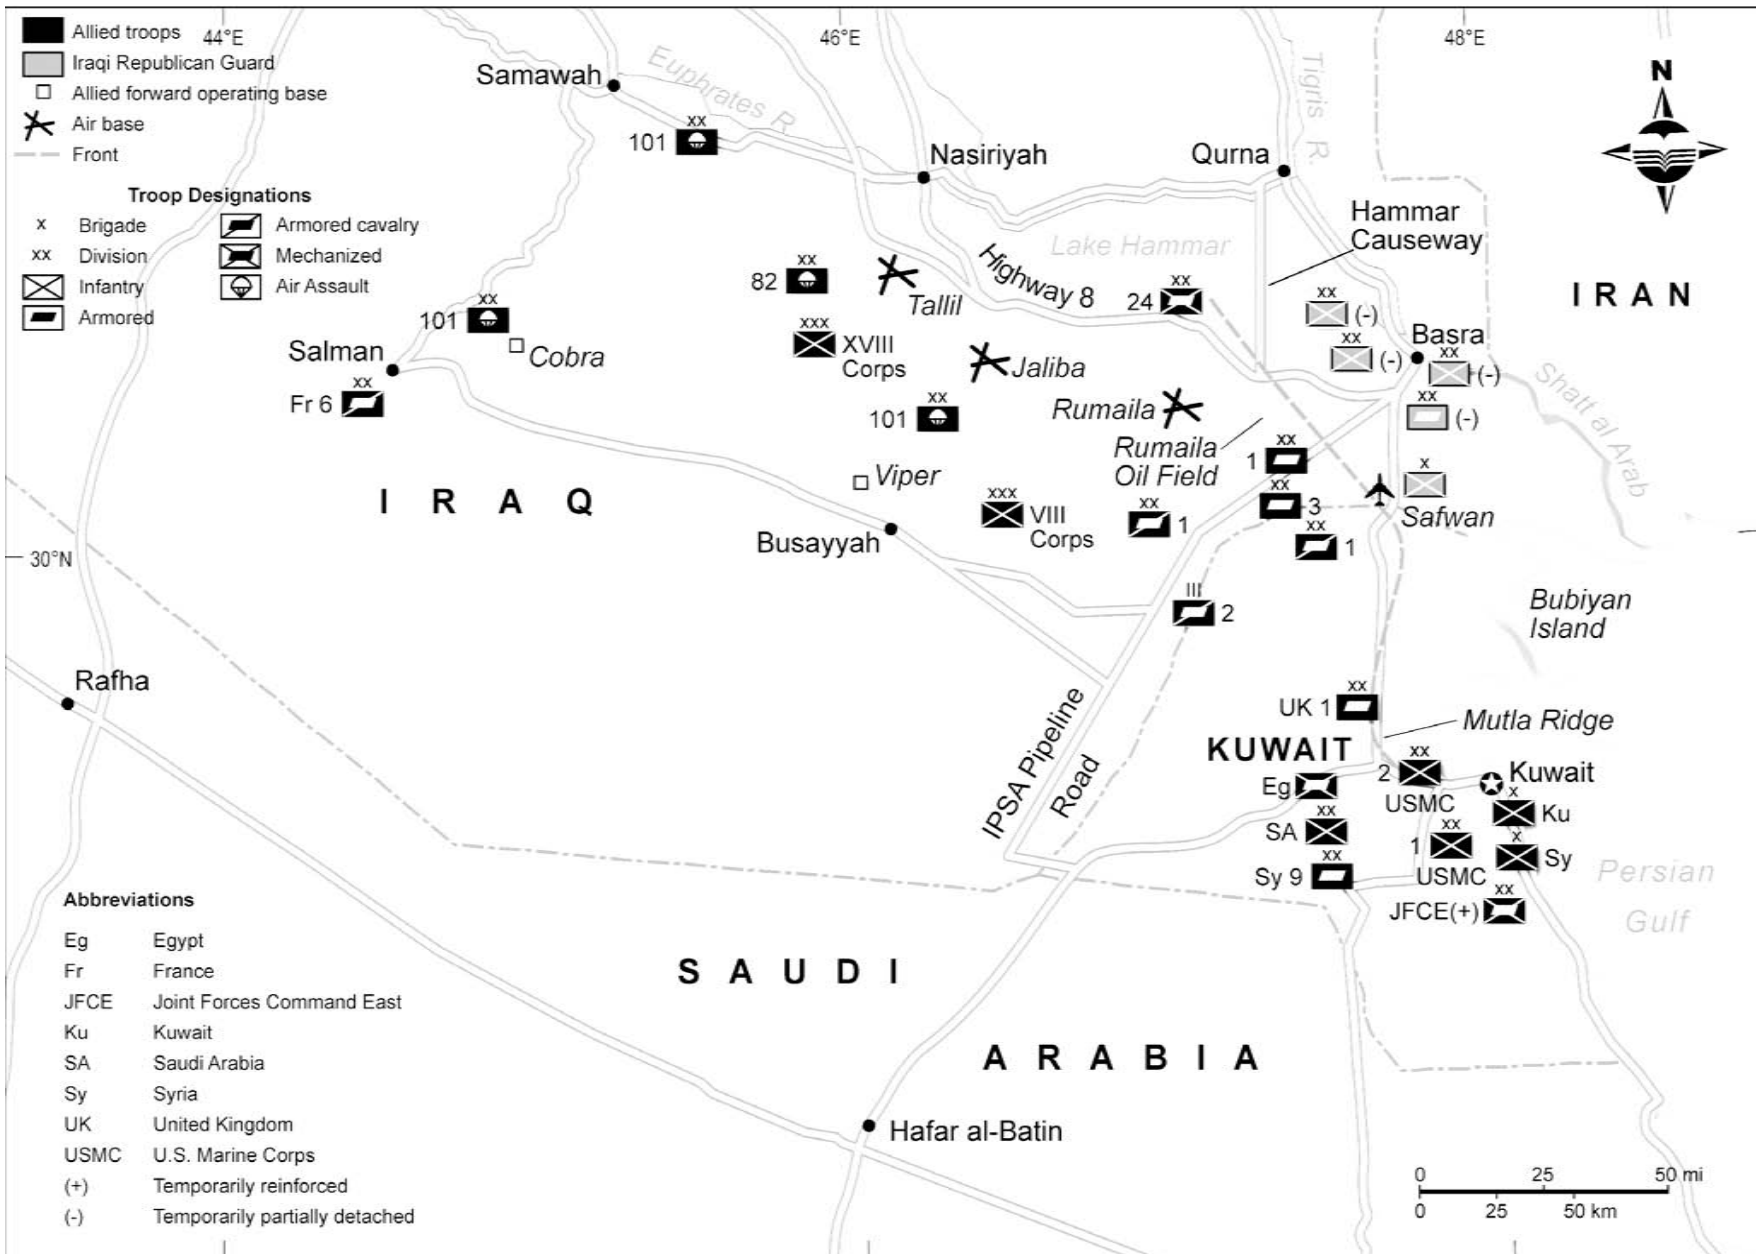 Allied troops
Iraqi Republican Guard
Allied forward operating base
Air base
Front
Troop Designations
x Brigade
xx Division
Infantry
Armored
Armored cavalry
Mechanized
Air Assault
44°E
46°E
48°E
N
Samawah
Euphrates R.
Tigris R.
xx
101
Nasiriyah
Qurna
Hammar
Causeway
Lake Hammar
Highway 8
IRAN
xx
82
Tallil
xx
24
xx
(-)
Basra
xx
(-)
xx
(-)
xx
(-)
xx
101
Cobra
Salman
xx
Fr 6
xxx
XVIII
Corps
Jaliba
xx
101
Rumaila
Rumaila
Oil Field
xx
1
Shatt al Arab
x
Safwan
IRAQ
Viper
xxx
VIII
Corps
xx
1
xx
3
xx
1
Busayyah
30°N
III
2
Bubiyan
Island
Rafha
xx
UK 1
Mutla Ridge
KUWAIT
IPSA Pipeline
Road
xx
2
USMC
Kuwait
Eg
x
Ku
xx
SA
xx
1
USMC
x
Sy
xx
Sy 9
xx
JFCE(+)
Persian
Gulf
SAUDI
ARABIA
Hafar al-Batin
Abbreviations
Eg Egypt
Fr France
JFCE Joint Forces Command East
Ku Kuwait
SA Saudi Arabia
Sy Syria
UK United Kingdom
USMC U.S. Marine Corps
(+) Temporarily reinforced
(-) Temporarily partially detached
0 25 50 mi
0 25 50 km